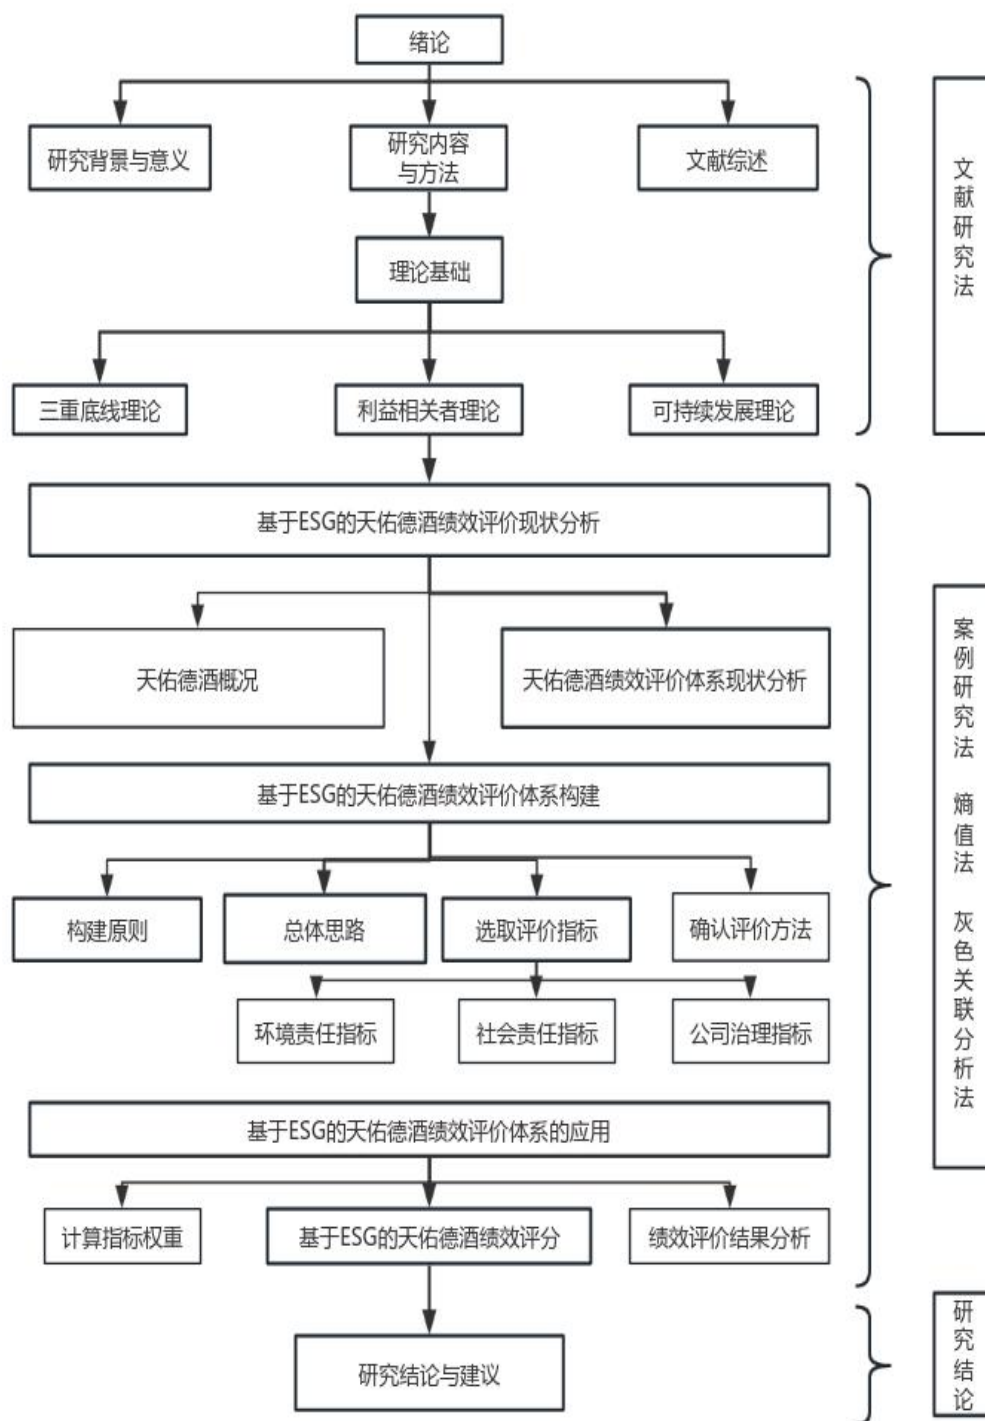 绪论
研究背景与意义
研究内容
与方法
文献综述
理论基础
三重底线理论
利益相关者理论
可持续发展理论
文献研究法
基于ESG的天佑德酒绩效评价现状分析
天佑德酒概况
天佑德酒绩效评价体系现状分析
基于ESG的天佑德酒绩效评价体系构建
构建原则
总体思路
选取评价指标
确认评价方法
环境责任指标
社会责任指标
公司治理指标
基于ESG的天佑德酒绩效评价体系的应用
计算指标权重
基于ESG的天佑德酒绩效评分
绩效评价结果分析
案例研究法 熵值法 灰色关联分析法
研究结论与建议
研究结论